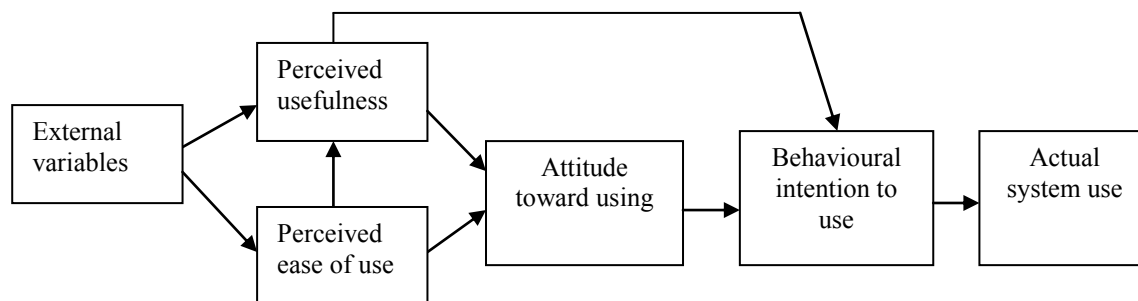 External
variables
Perceived
usefulness
Perceived
ease of use
Attitude
toward using
Behavioural
intention to
use
Actual
system use